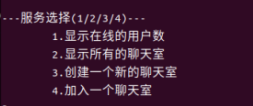 ---服务选择(1/2/3/4)---
1.显示在线的用户数
2.显示所有的聊天室
3.创建一个新的聊天室
4.加入一个聊天室